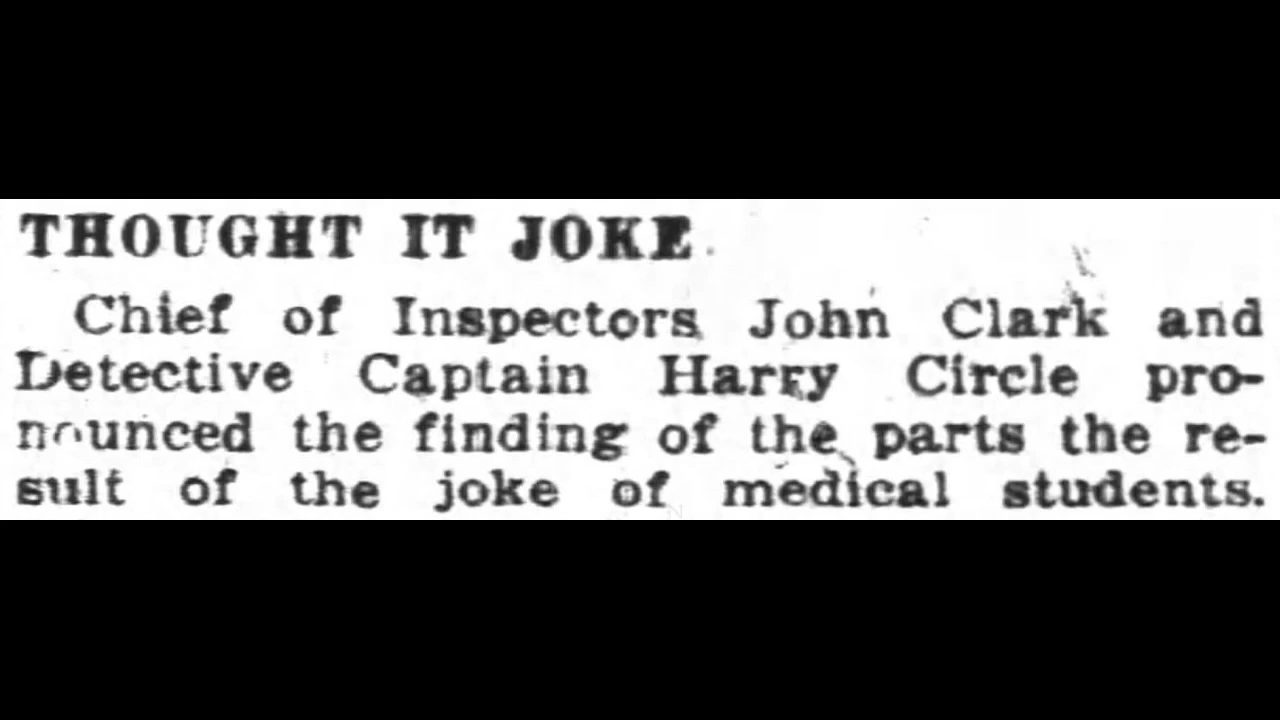 THOUGHT IT JOKE
Chief of Inspectors John Clark and
Detective Captain Harry Circle pro-
nounced the finding of the parts the re-
sult of the joke of medical students.